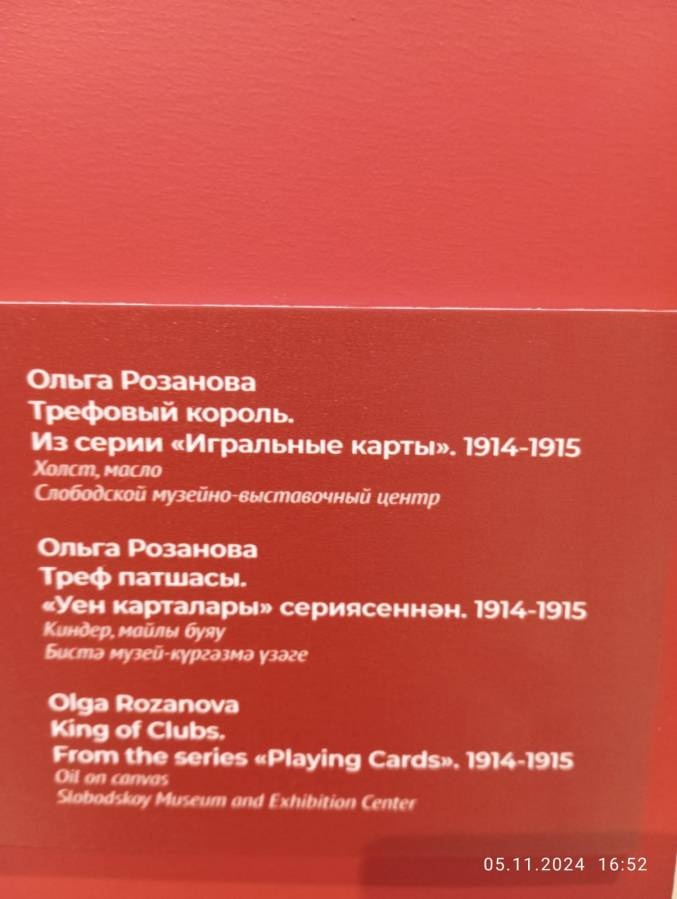 Ольга Розанова
Трефовый король.
Из серии «Игральные карты». 1914-1915
Холст, масло
Слободской музейно-выставочный центр
Ольга Розанова
Треф патшасы.
«Уен карталары» сериясеннән. 1914-1915
Киндер, майлы буяу
Бистә музей-күргәзмә үзәге
Olga Rozanova
King of Clubs.
From the series «Playing Cards». 1914-1915
Oil on canvas
Slobodskoy Museum and Exhibition Center
05.11.2024 16:52